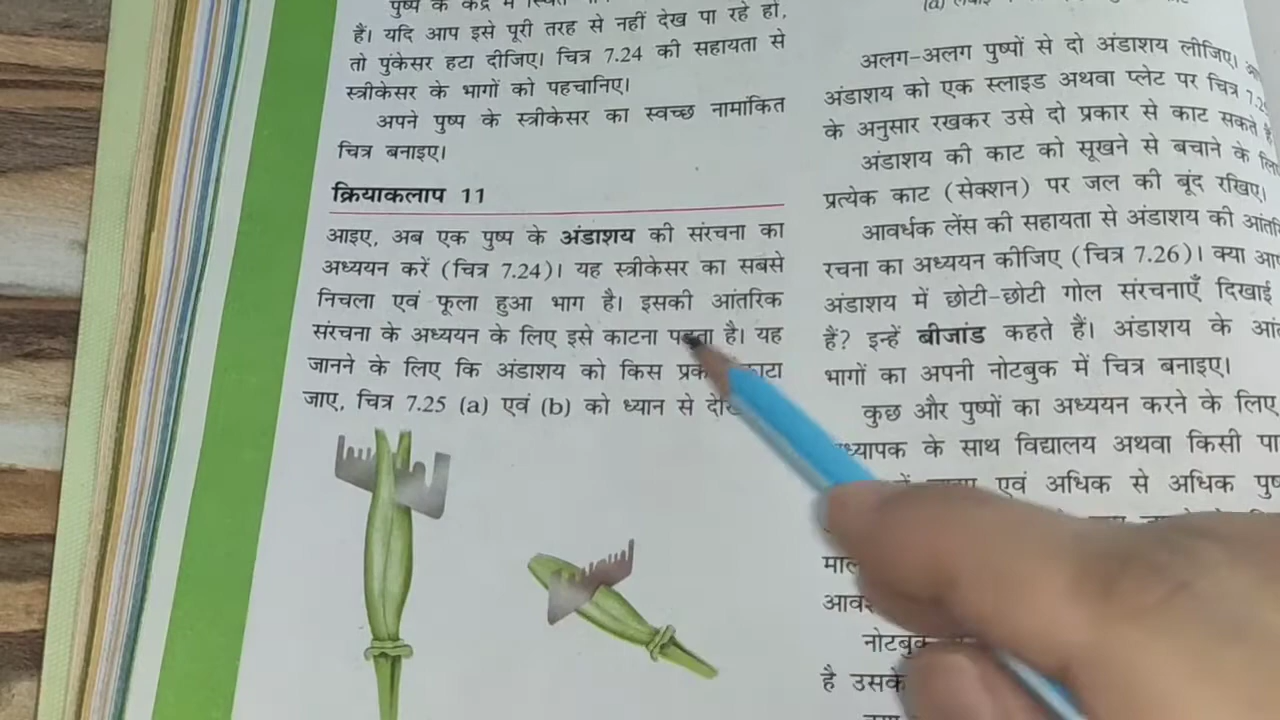 पुष्प के केंद्र में स्थित
हैं। यदि आप इसे पूरी तरह से नहीं देख पा रहे हो,
तो पुंकेसर हटा दीजिए। चित्र 7.24 की सहायता से
स्त्रीकेसर के भागों को पहचानिए।
अपने पुष्प के स्त्रीकेसर का स्वच्छ नामांकित
चित्र बनाइए।
क्रियाकलाप 11
आइए, अब एक पुष्प के अंडाशय की संरचना का
अध्ययन करें (चित्र 7.24)। यह स्त्रीकेसर का सबसे
निचला एवं फूला हुआ भाग है। इसकी आंतरिक
संरचना के अध्ययन के लिए इसे काटना पड़ता है। यह
जानने के लिए कि अंडाशय को किस काटा
जाए, चित्र 7.25 (a) एवं (b) को ध्यान से
(a)
अलग-अलग पुष्पों से दो अंडाशय लीजिए।
अंडाशय को एक स्लाइड अथवा प्लेट पर चित्र
के अनुसार रखकर उसे दो प्रकार से काट सकते
अंडाशय की काट को सूखने से बचाने के
प्रत्येक काट (सेक्शन) पर जल की बूंद रखिए।
आवर्धक लेंस की सहायता से अंडाशय की
रचना का अध्ययन कीजिए (चित्र 7.26)। क्या
अंडाशय में छोटी-छोटी गोल संरचनाएँ दिखाई
हैं? इन्हें बीजांड कहते हैं। अंडाशय के
भागों का अपनी नोटबुक में चित्र बनाइए।
कुछ और पुष्पों का अध्ययन करने के लिए
के साथ विद्यालय अथवा किसी
एवं अधिक से अधिक
नोटबुक
है उसके